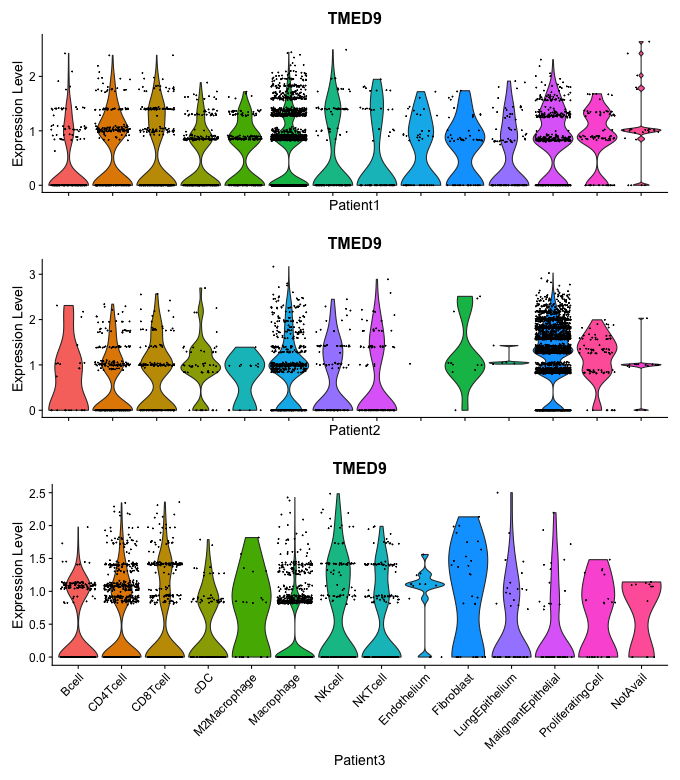 TMED9
Expression Level
2
1
0
Patient1
TMED9
Expression Level
3
2
1
0
Patient2
TMED9
Expression Level
2.5
2.0
1.5
1.0
0.5
0.0
Bcell
CD4Tcell
CD8Tcell
cDC
M2Macrophage
Macrophage
NKcell
NKTcell
Endothelium
Fibroblast
LungEpithelium
MalignantEpithelial
ProliferatingCell
NotAvail
Patient3